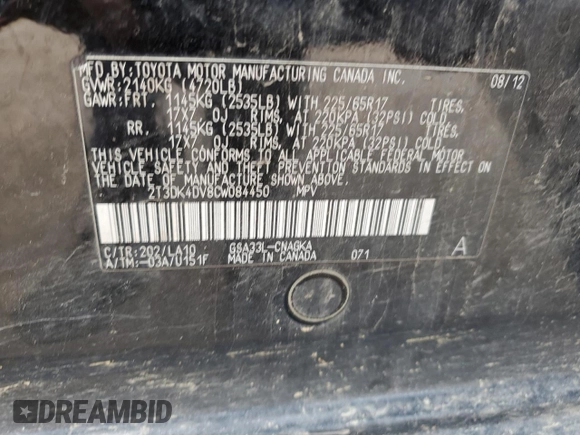 MFD.BY:TOYOTA MOTOR MANUFACTURING CANADA INC. 08/12
GVWR:2140KG (4720LB)
GAWR:FRT. 1145KG (2535LB) WITH 225/65R17 TIRES,
17X7.0J RIMS, AT 220KPA (32PSI) COLD
RR. 1145KG (2535LB) WITH 225/65R17 TIRES,
17X7.0J RIMS, AT 220KPA (32PSI) COLD
THIS VEHICLE CONFORMS TO ALL APPLICABLE FEDERAL MOTOR
VEHICLE SAFETY AND THEFT PREVENTION STANDARDS IN EFFECT ON
THE DATE OF MANUFACTURE SHOWN ABOVE.
2T3DK4DV8CW084450 MPV
C/TR:202/LA10 GSA33L-CNAGKA A
A/TM:-03A/U151F MADE IN CANADA 071
DREAMBID